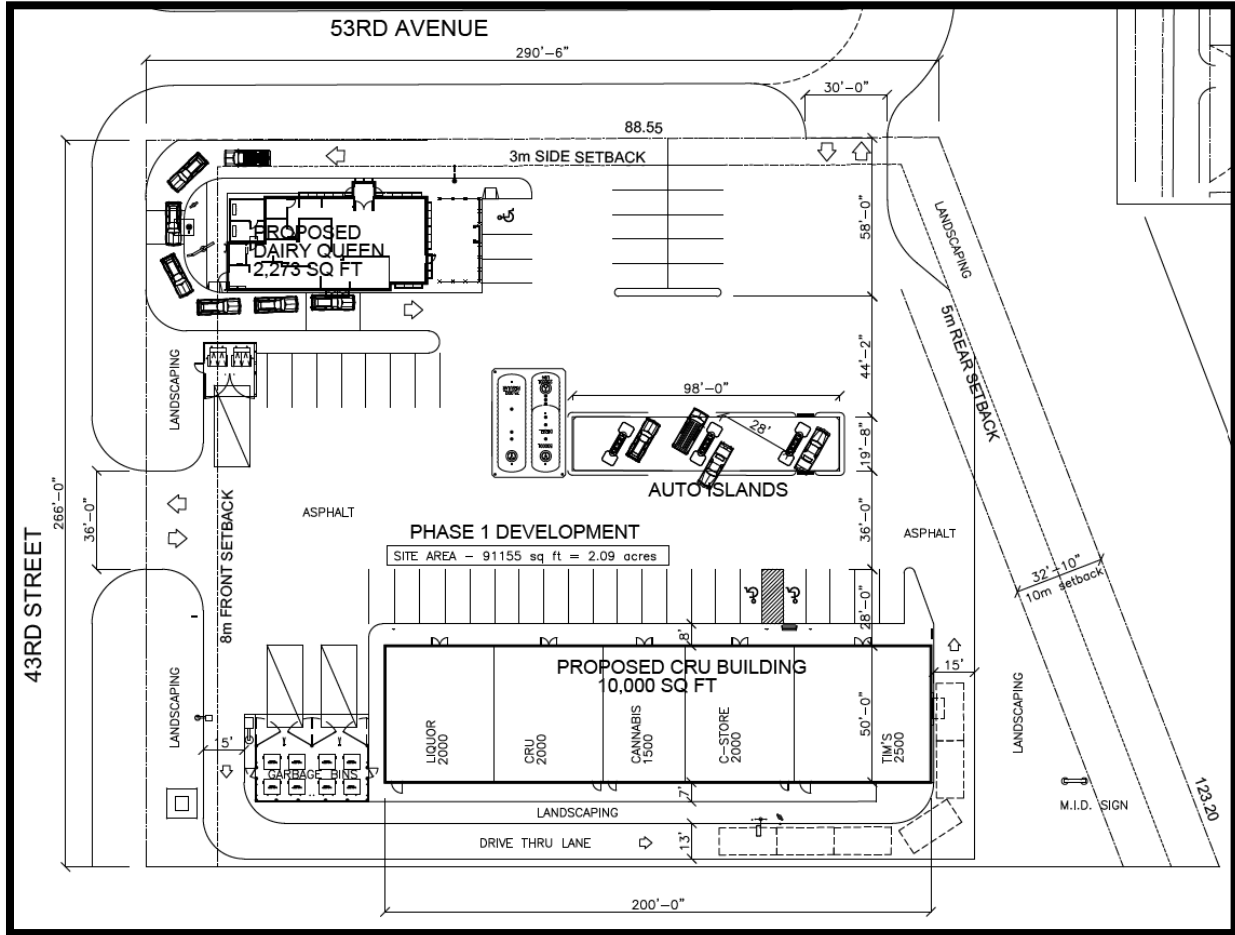 53RD AVENUE
290'-6"
30'-0"
88.55
3m SIDE SETBACK
PROPOSED
DAIRY QUEEN
2,273 SQ FT
58'-0"
LANDSCAPING
5m REAR SETBACK
LANDSCAPING
44'-2"
98'-0"
28'
19'-8"
AUTO ISLANDS
43RD STREET
266'-0"
36'-0"
8m FRONT SETBACK
ASPHALT
PHASE 1 DEVELOPMENT
SITE AREA - 91155 sq ft = 2.09 acres
36'-0"
ASPHALT
32'-10"
10m setback
28'-0"
8'
PROPOSED CRU BUILDING
10,000 SQ FT
15'
LANDSCAPING
LIQUOR
2000
CRU
2000
CANNABIS
1500
C-STORE
2000
50'-0"
TIM'S
2500
LANDSCAPING
5'
GARBAGE BINS
7'
LANDSCAPING
M.I.D. SIGN
123.20
DRIVE THRU LANE
13'
200'-0"